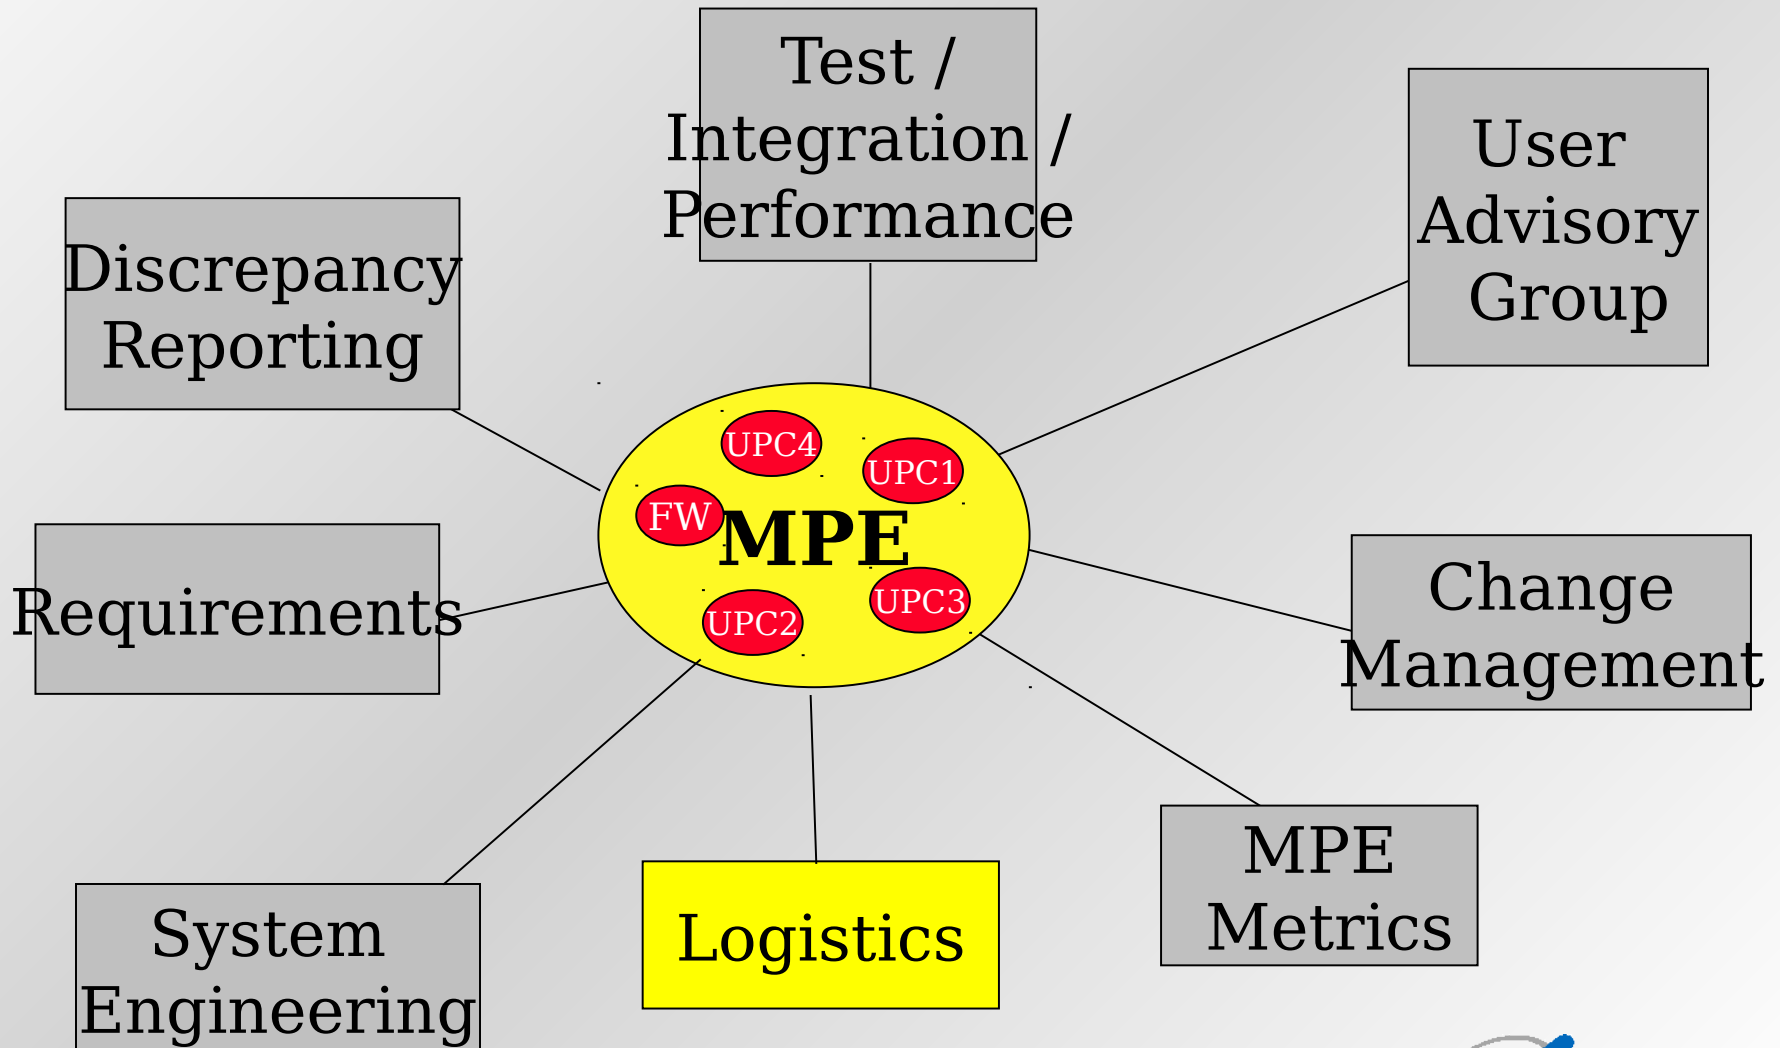 Test /
Integration /
Performance
User
Advisory
Group
Discrepancy
Reporting
UPC4
UPC1
FW
MPE
UPC3
UPC2
Requirements
Change
Management
MPE
Metrics
System
Engineering
Logistics